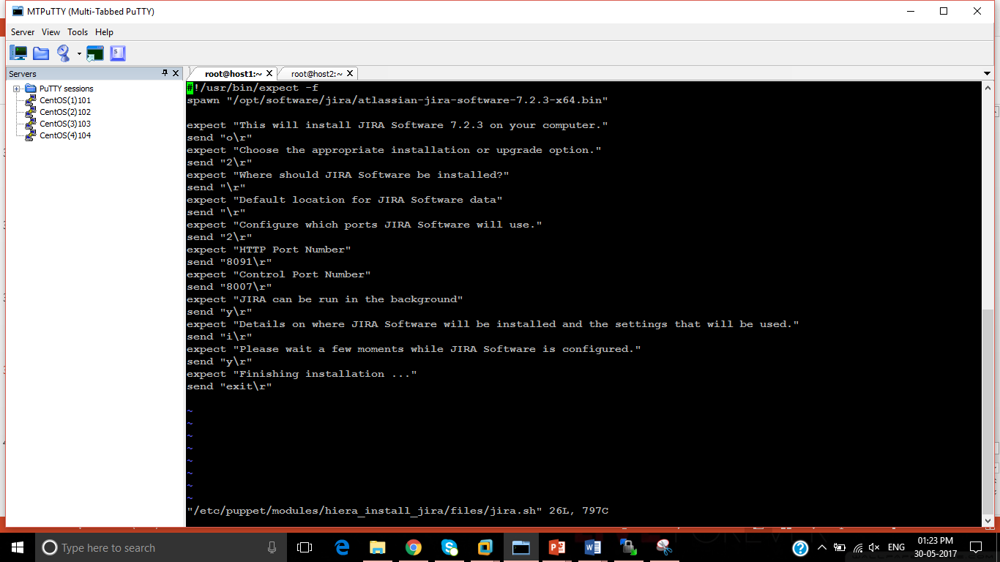 MTPuTTY (Multi-Tabbed PuTTY)
Server View Tools Help
Servers
PuTTY sessions
CentOS(1)101
CentOS(2)102
CentOS(3)103
CentOS(4)104
root@host1:~
root@host2:~
#!/usr/bin/expect -f
spawn "/opt/software/jira/atlassian-jira-software-7.2.3-x64.bin"
expect "This will install JIRA Software 7.2.3 on your computer."
send "o\r"
expect "Choose the appropriate installation or upgrade option."
send "2\r"
expect "Where should JIRA Software be installed?"
send "\r"
expect "Default location for JIRA Software data"
send "\r"
expect "Configure which ports JIRA Software will use."
send "2\r"
expect "HTTP Port Number"
send "8091\r"
expect "Control Port Number"
send "8007\r"
expect "JIRA can be run in the background"
send "y\r"
expect "Details on where JIRA Software will be installed and the settings that will be used."
send "i\r"
expect "Please wait a few moments while JIRA Software is configured."
send "y\r"
expect "Finishing installation ..."
send "exit\r"
~
~
~
~
~
~
~
~
"/etc/puppet/modules/hiera_install_jira/files/jira.sh" 26L, 797C
Type here to search
ENG
01:23 PM
30-05-2017